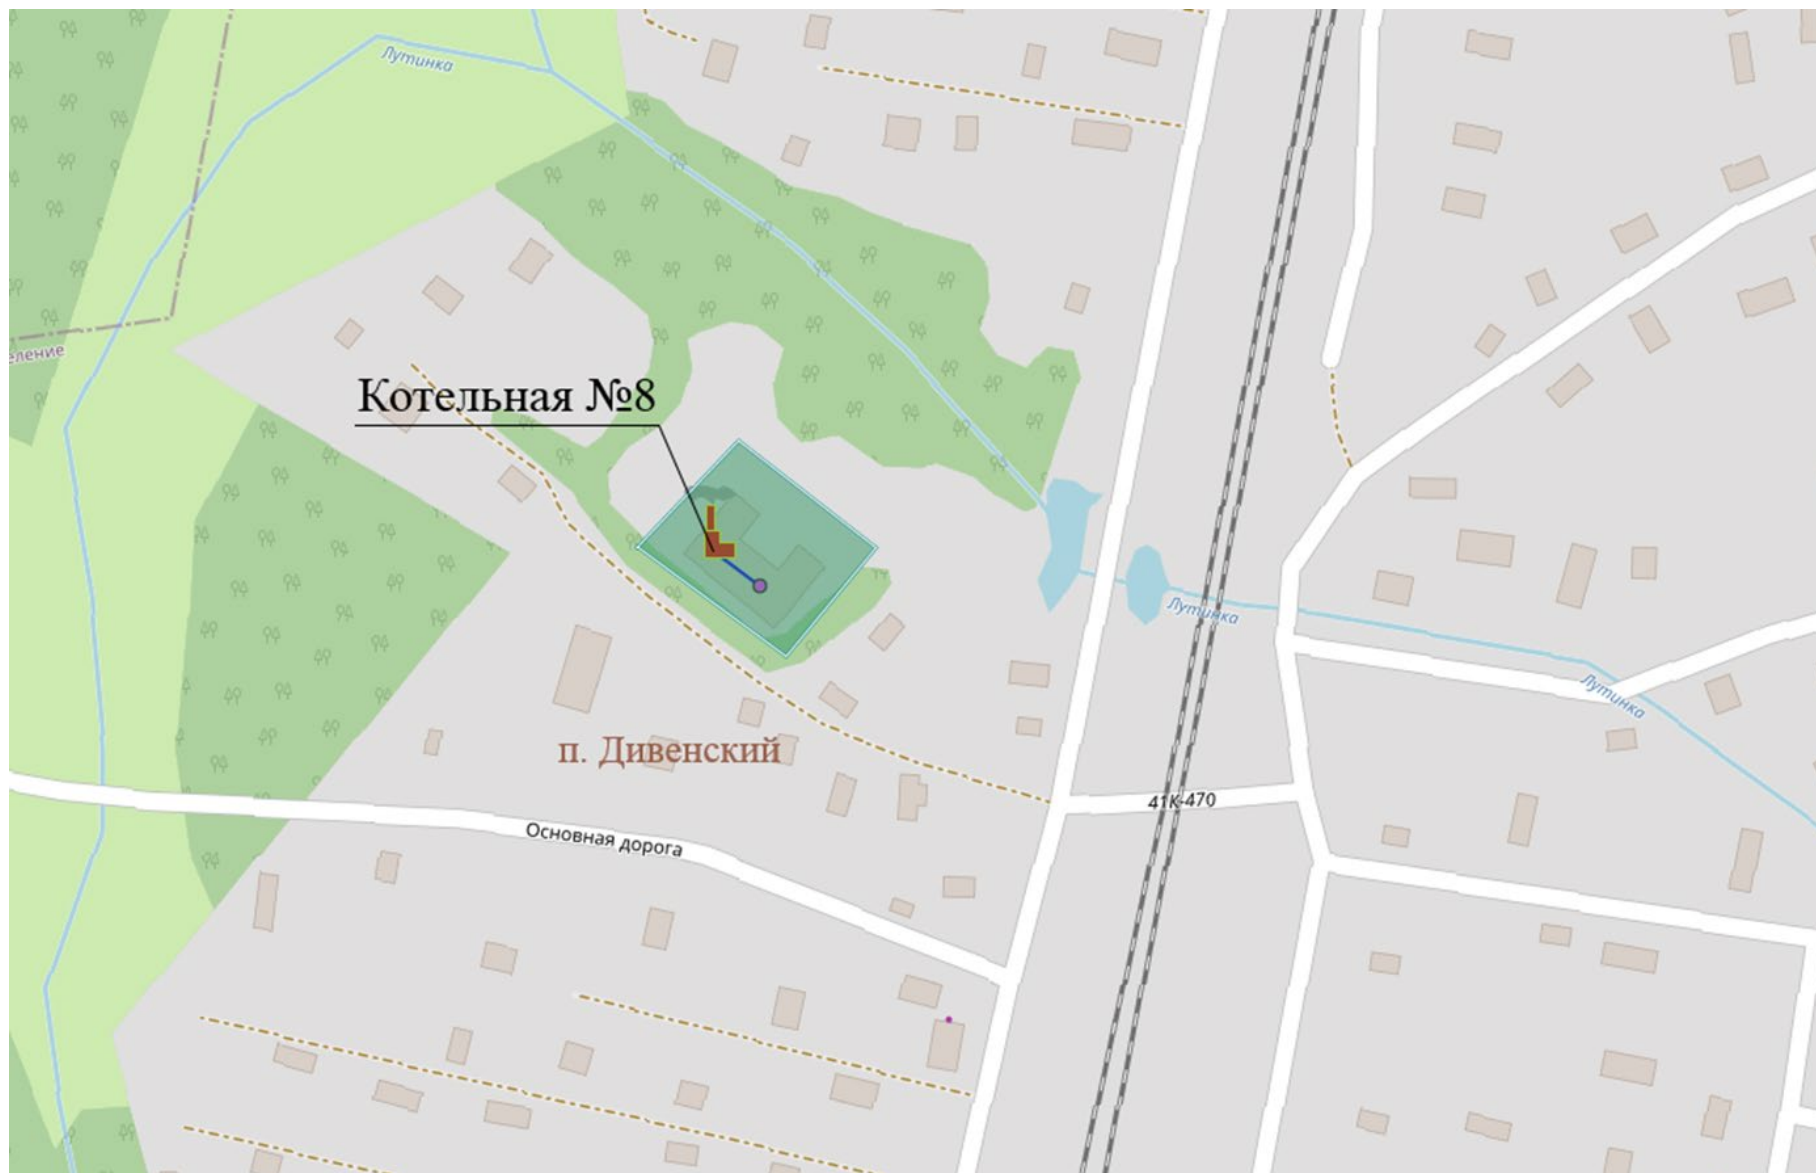 Лутинка
еление
Котельная №8
Лутинка
Лутинка
п. Дивенский
41К-470
Основная дорога